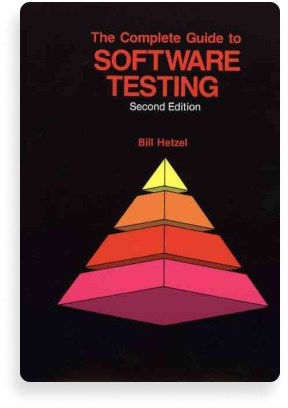 The Complete Guide to
SOFTWARE
TESTING
Second Edition
Bill Hetzel